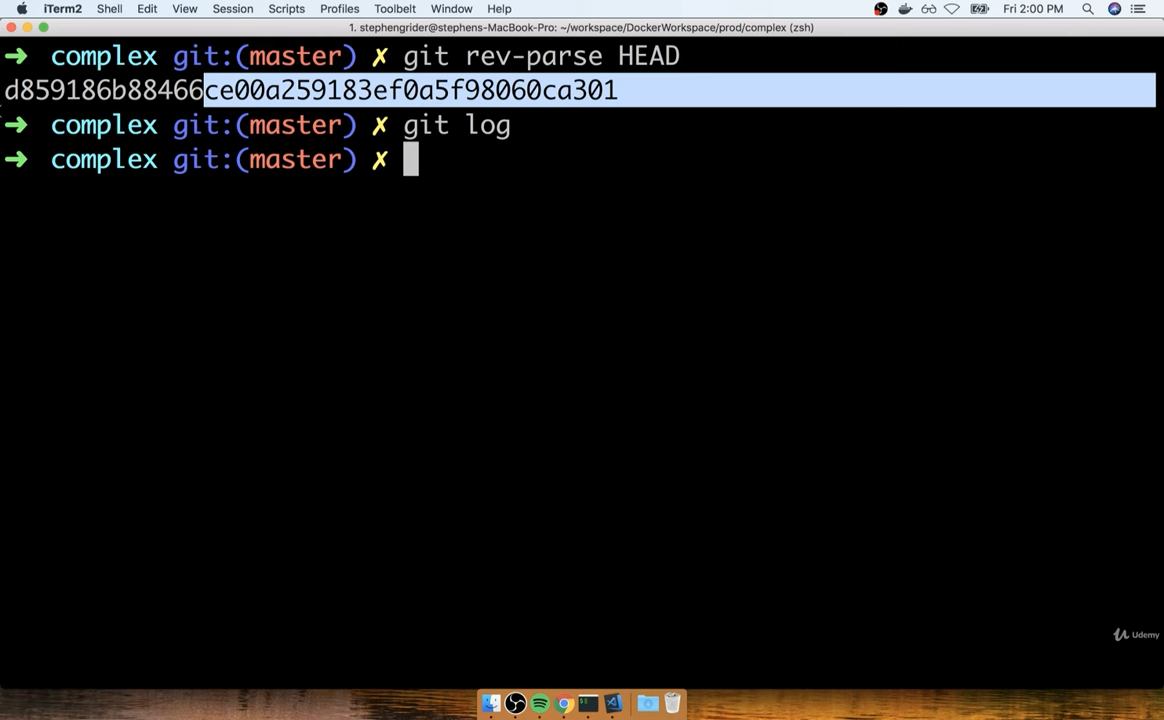 iTerm2 Shell Edit View Session Scripts Profiles Toolbelt Window Help Fri 2:00 PM
1. stephengrider@stephens-MacBook-Pro: ~/workspace/DockerWorkspace/prod/complex (zsh)
➜ complex git:(master) ✗ git rev-parse HEAD
d859186b88466ce00a259183ef0a5f98060ca301
➜ complex git:(master) ✗ git log
➜ complex git:(master) ✗
Udemy